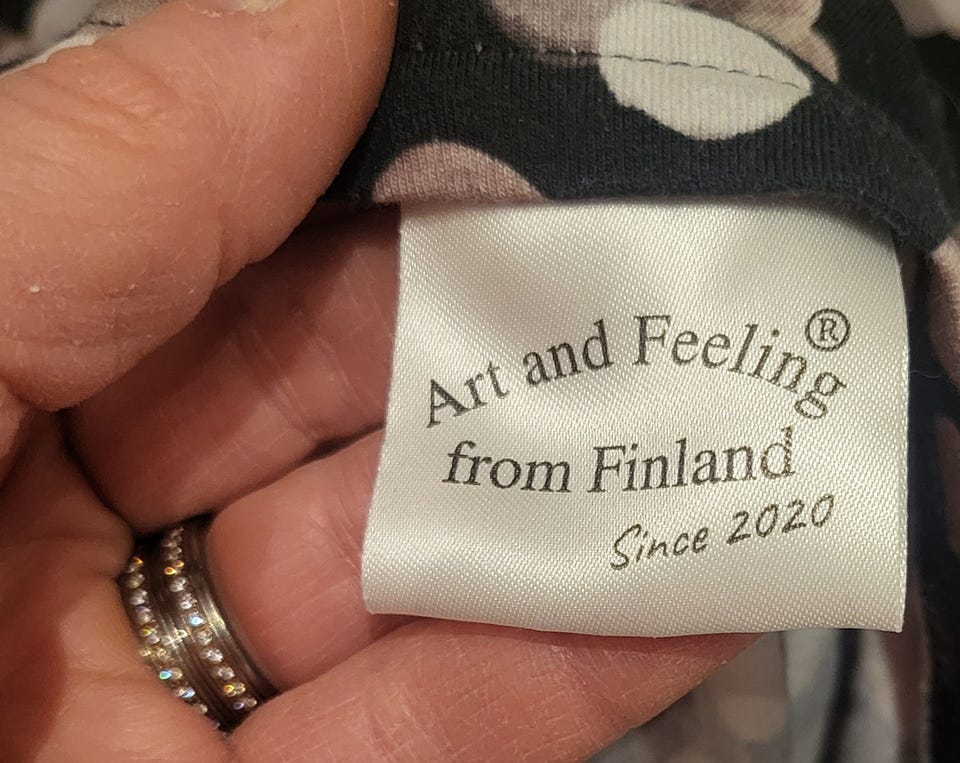 Art and Feeling®
from Finland
Since 2020